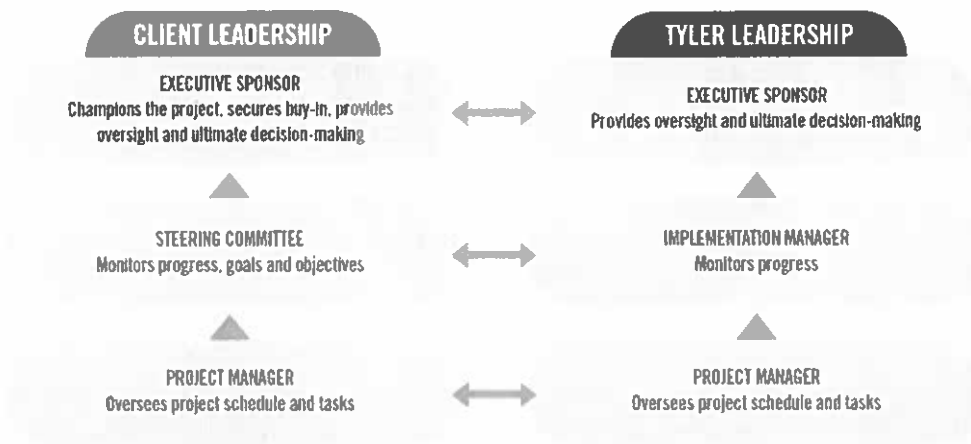 CLIENT LEADERSHIP
EXECUTIVE SPONSOR
Champions the project, secures buy-in, provides
oversight and ultimate decision-making
STEERING COMMITTEE
Monitors progress, goals and objectives
PROJECT MANAGER
Oversees project schedule and tasks
TYLER LEADERSHIP
EXECUTIVE SPONSOR
Provides oversight and ultimate decision-making
IMPLEMENTATION MANAGER
Monitors progress
PROJECT MANAGER
Oversees project schedule and tasks